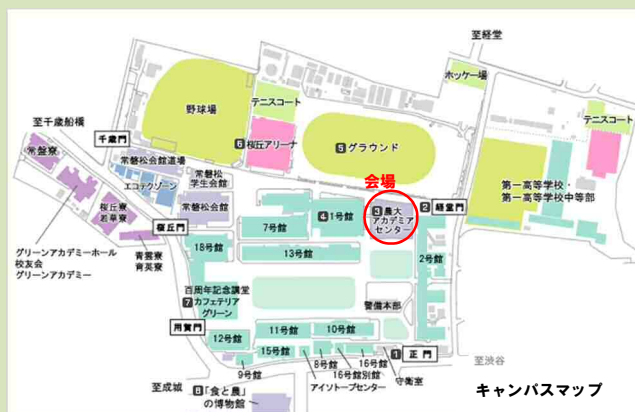 至経堂
ホッケー場
野球場
テニスコート
テニスコート
至千歳船橋
千歳門
6 桜丘アリーナ
5 グラウンド
常盤寮
常磐松会館道場
会場
エコテクゾーン
常磐松
学生会館
第一高等学校・
第一高等学校中等部
常磐松会館
4 1号館
3 農大
アカデミア
センター
2 経堂門
桜丘寮
若草寮
桜丘門
7号館
グリーンアカデミーホール
校友会
グリーンアカデミー
青雲寮
育英寮
18号館
13号館
2号館
百周年記念講堂
7 カフェテリア
グリーン
警備本部
用賀門
12号館
11号館
10号館
15号館
1 正門
至渋谷
9号館
8号館
16号館
16号館別館
守衛室
アイソトープセンター
至成城
8 「食と農」
の博物館
キャンパスマップ